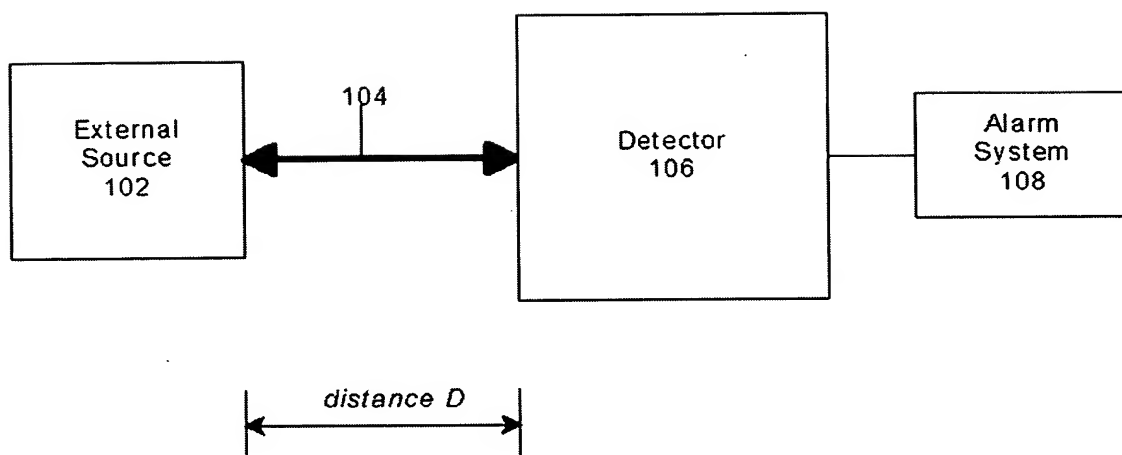 External
Source
102
104
Detector
106
Alarm
System
108
distance D